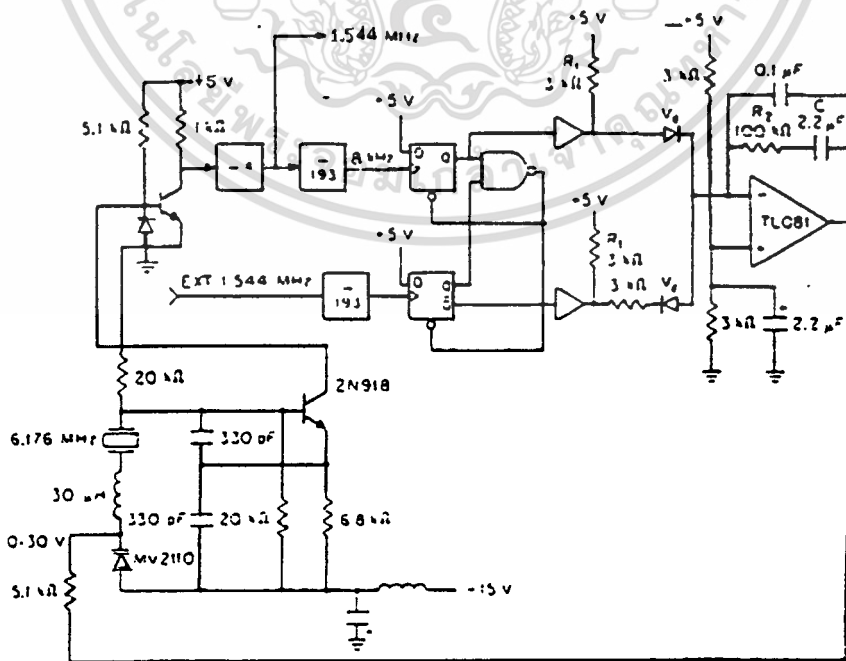 1.544 MHz
+5 V
5.1 kΩ
1 kΩ
÷4
÷
193
8 kHz
+5 V
D
Q
+5 V
R1
3 kΩ
Vd
+5 V
3 kΩ
0.1 µF
R2
100 kΩ
C
2.2 µF
−
+
TLC81
EXT 1.544 MHz
÷
193
+5 V
D
Q
Q
+5 V
R1
3 kΩ
3 kΩ
Vd
3 kΩ
2.2 µF
20 kΩ
2N918
6.176 MHz
330 pF
30 µH
330 pF
20 kΩ
6.8 kΩ
0-30 V
MV2110
5.1 kΩ
-15 V